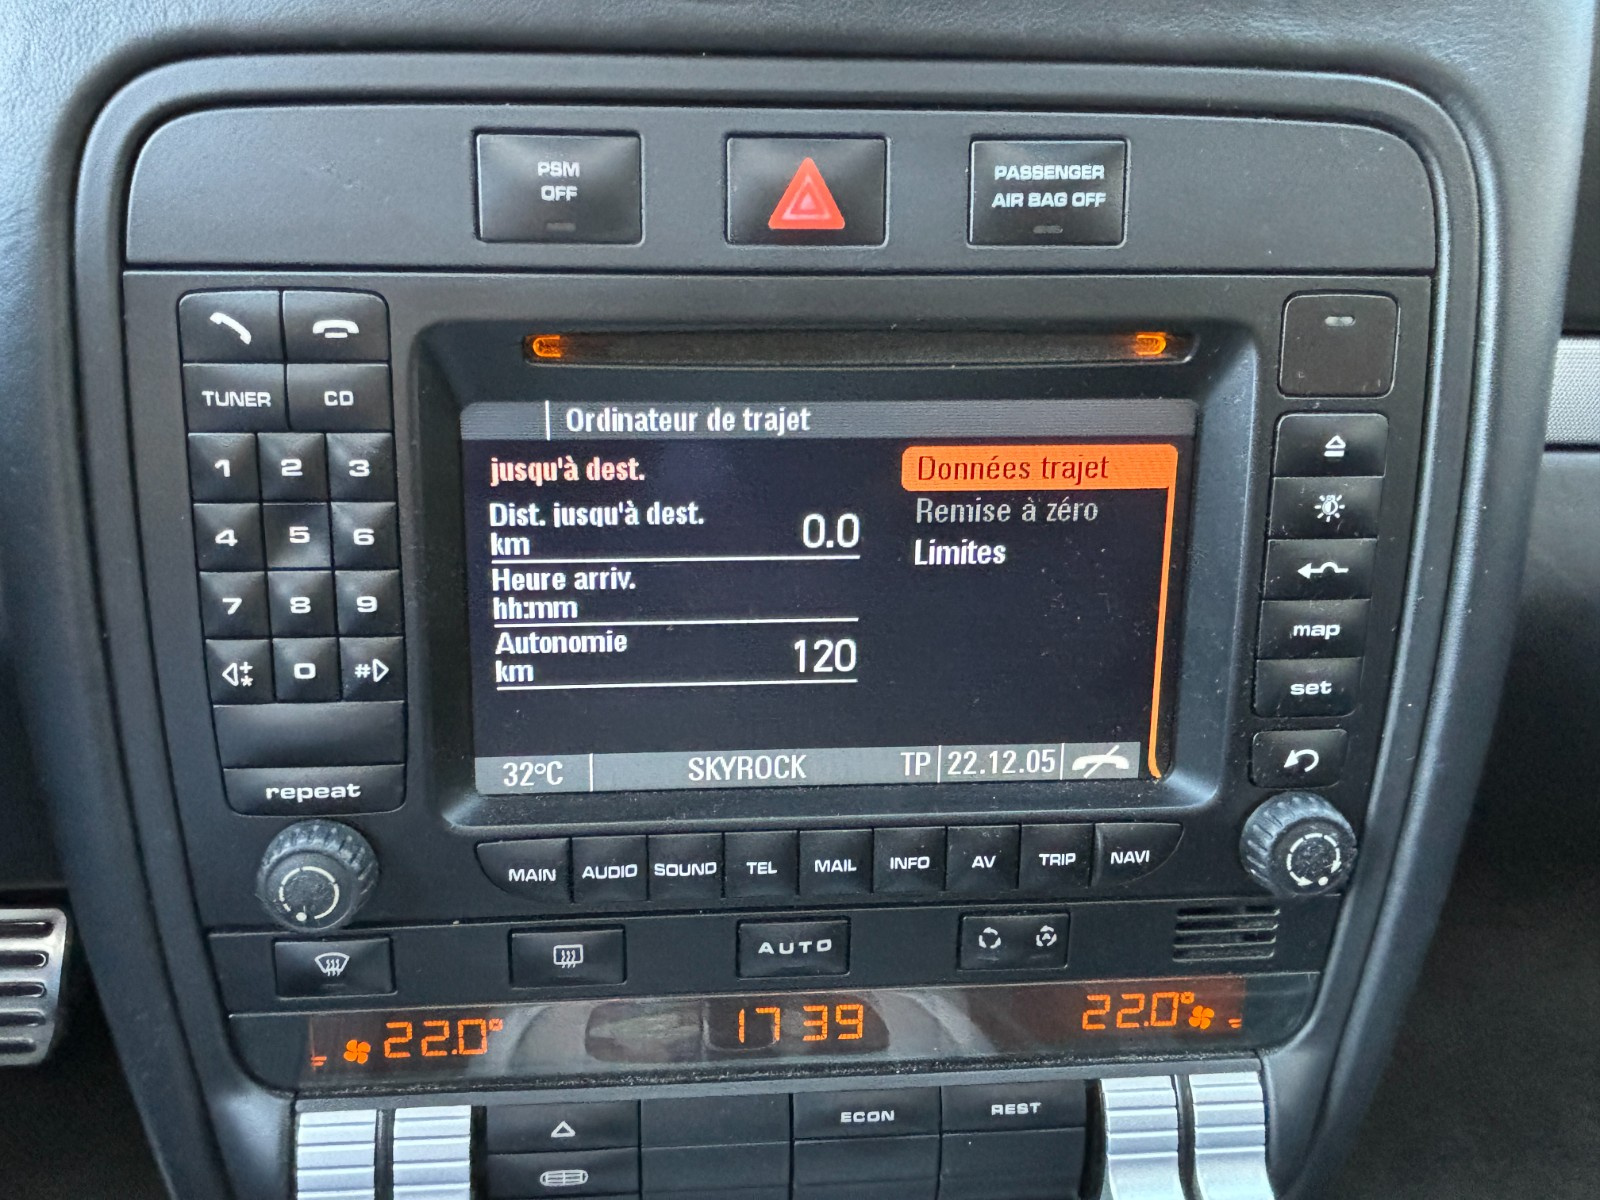 PSM
OFF
PASSENGER
AIR BAG OFF
TUNER CD
1 2 3
4 5 6
7 8 9
+
* 0 #
repeat
Ordinateur de trajet
jusqu'à dest.
Dist. jusqu'à dest.
km 0.0
Heure arriv.
hh:mm
Autonomie
km 120
Données trajet
Remise à zéro
Limites
32°C SKYROCK TP 22.12.05
map
set
MAIN AUDIO SOUND TEL MAIL INFO AV TRIP NAVI
AUTO A
22.0° 17 39 22.0°
ECON REST